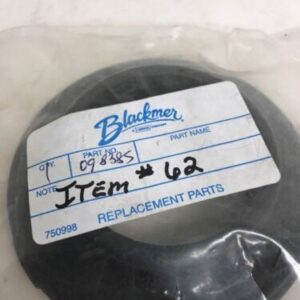 Blackmer
QTY. PART NO. PART NAME
1 098385
NOTE ITEM # 62
REPLACEMENT PARTS
750998